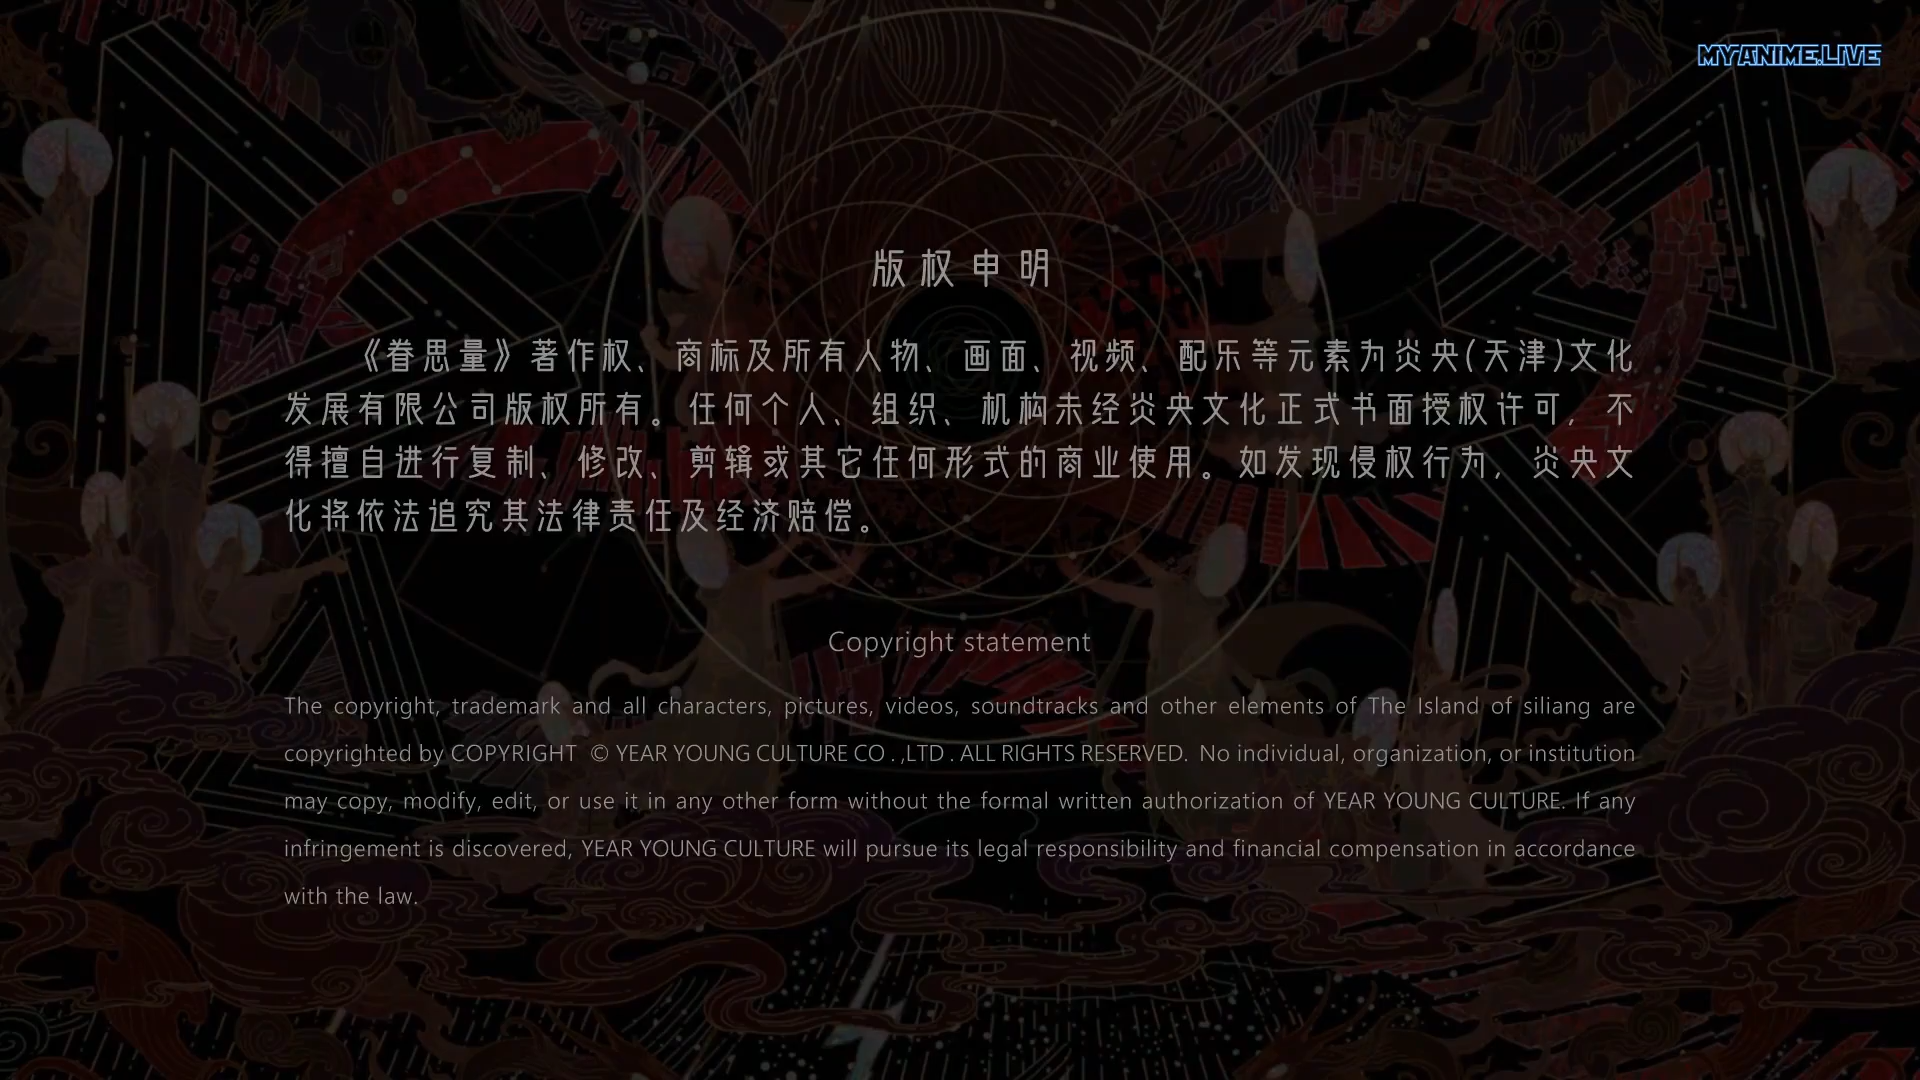 MYANIME.LIVE
版权申明
《眷思量》著作权、商标及所有人物、画面、视频、配乐等元素为炎央(天津)文化
发展有限公司版权所有。任何个人、组织、机构未经炎央文化正式书面授权许可，不
得擅自进行复制、修改、剪辑或其它任何形式的商业使用。如发现侵权行为，炎央文
化将依法追究其法律责任及经济赔偿。
Copyright statement
The copyright, trademark and all characters, pictures, videos, soundtracks and other elements of The Island of siliang are
copyrighted by COPYRIGHT © YEAR YOUNG CULTURE CO . ,LTD . ALL RIGHTS RESERVED. No individual, organization, or institution
may copy, modify, edit, or use it in any other form without the formal written authorization of YEAR YOUNG CULTURE. If any
infringement is discovered, YEAR YOUNG CULTURE will pursue its legal responsibility and financial compensation in accordance
with the law.